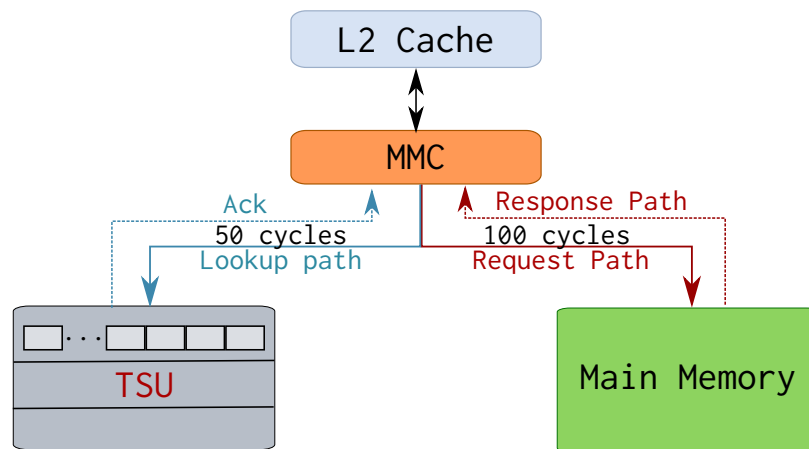 L2 Cache
MMC
Ack
Response Path
50 cycles
100 cycles
Lookup path
Request Path
...
TSU
Main Memory